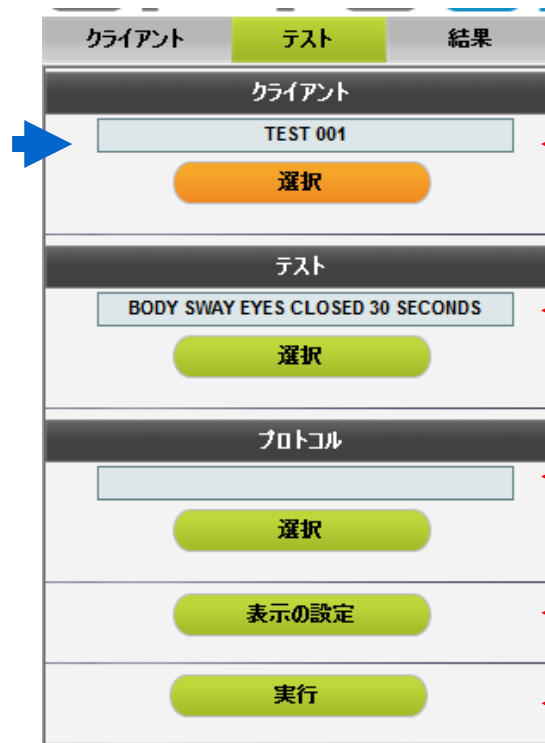 クライアント テスト 結果
クライアント
TEST 001
選択
テスト
BODY SWAY EYES CLOSED 30 SECONDS
選択
プロトコル
選択
表示の設定
実行